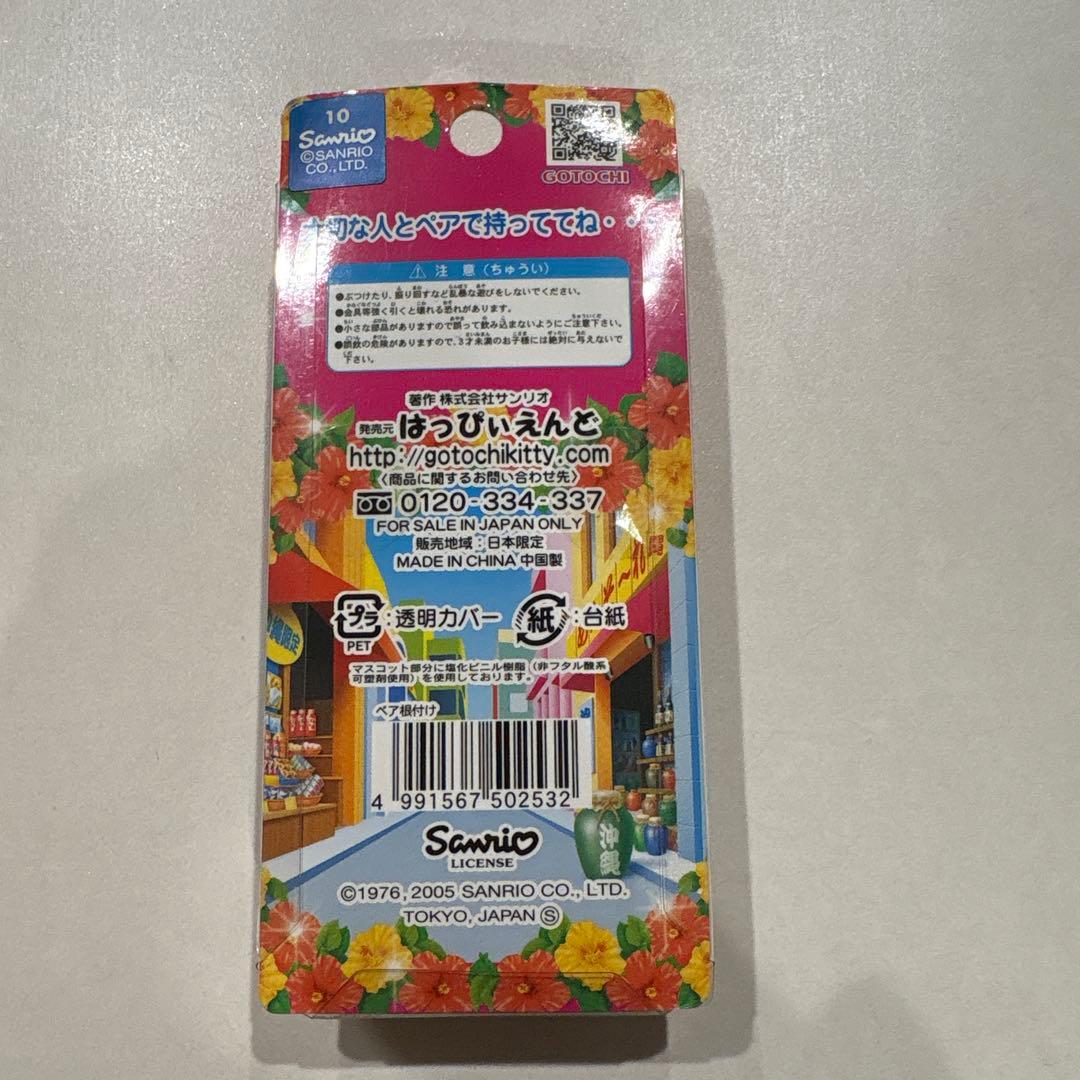 10
Sanrio
©SANRIO
CO., LTD.
GOTOCHI
大切な人とペアで持っててね・・
⚠ 注 意（ちゅうい）
●ぶつけたり、振り回すなど乱暴な遊びをしないでください。
●金具等強く引くと壊れる恐れがあります。
●小さな部品がありますので誤って飲み込まないようにご注意下さい。
●誤飲の危険がありますので、3才未満のお子様には絶対に与えないで
下さい。
著作 株式会社サンリオ
発売元 はっぴぃえんど
http://gotochikitty.com
〈商品に関するお問い合わせ先〉
0120-334-337
FOR SALE IN JAPAN ONLY
販売地域：日本限定
MADE IN CHINA 中国製
プラ：透明カバー 紙：台紙
PET
マスコット部分に塩化ビニル樹脂（非フタル酸系
可塑剤使用）を使用しております。
ペア根付け
4 991567 502532
Sanrio
LICENSE
沖縄
©1976, 2005 SANRIO CO., LTD.
TOKYO, JAPAN Ⓢ